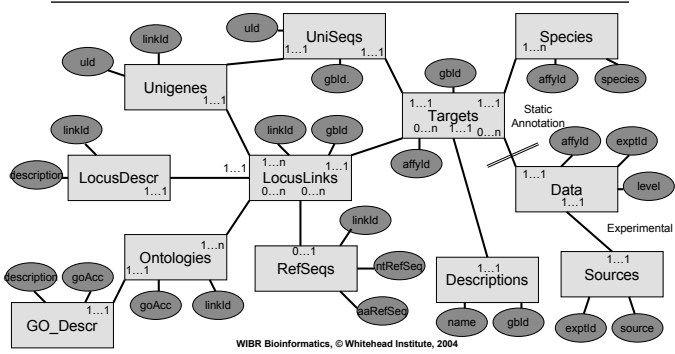 linkId
uId
UniSeqs
1…1
1…1
gbId.
Species
1…n
affyId
species
uId
Unigenes
1…1
gbId
1…1
1…1
Targets
0…n
1…1
0…n
Static
Annotation
affyId
linkId
description
LocusDescr
1…1
1…1
linkId
gbId
1…n
1…1
LocusLinks
0…n
0…n
affyId
exptId
level
1…1
Data
1…1
Experimental
1…n
Ontologies
1…1
goAcc
linkId
description
goAcc
GO_Descr
linkId
0…1
RefSeqs
ntRefSeq
aaRefSeq
1…1
Descriptions
name
gbId
1…1
Sources
exptId
source
WIBR Bioinformatics, © Whitehead Institute, 2004